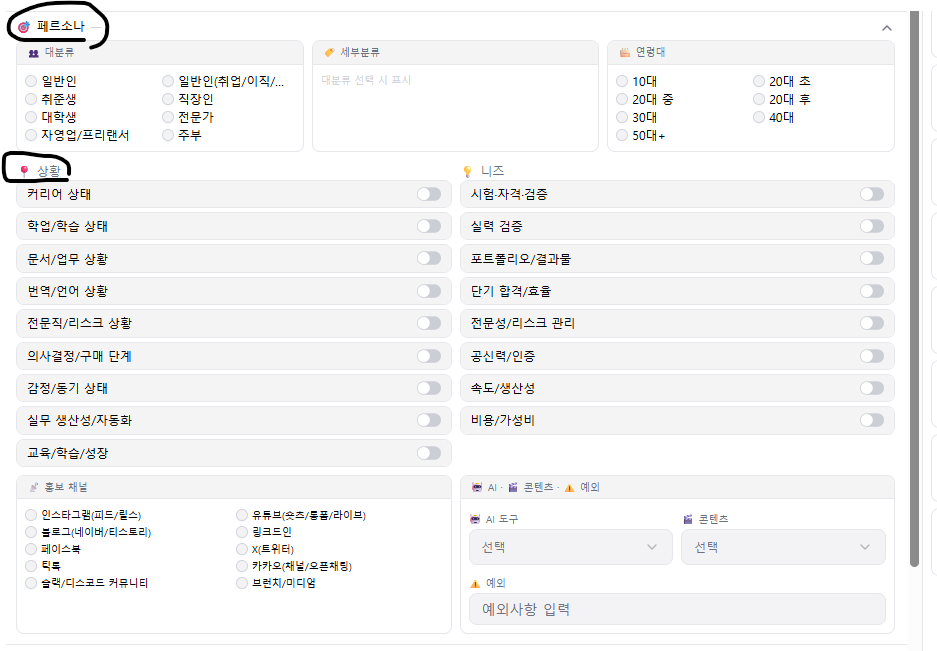 페르소나
대분류
일반인
일반인(취업/이직/...
취준생
직장인
대학생
전문가
자영업/프리랜서
주부
세부분류
대분류 선택 시 표시
연령대
10대
20대 초
20대 중
20대 후
30대
40대
50대+
상황
커리어 상태
학업/학습 상태
문서/업무 상황
번역/언어 상황
전문직/리스크 상황
의사결정/구매 단계
감정/동기 상태
실무 생산성/자동화
교육/학습/성장
니즈
시험·자격·검증
실력 검증
포트폴리오/결과물
단기 합격/효율
전문성/리스크 관리
공신력/인증
속도/생산성
비용/가성비
홍보 채널
인스타그램(피드/릴스)
유튜브(숏츠/롱폼/라이브)
블로그(네이버/티스토리)
링크드인
페이스북
X(트위터)
틱톡
카카오(채널/오픈채팅)
슬랙/디스코드 커뮤니티
브런치/미디엄
AI · 콘텐츠 · 예외
AI 도구
콘텐츠
선택
선택
예외
예외사항 입력